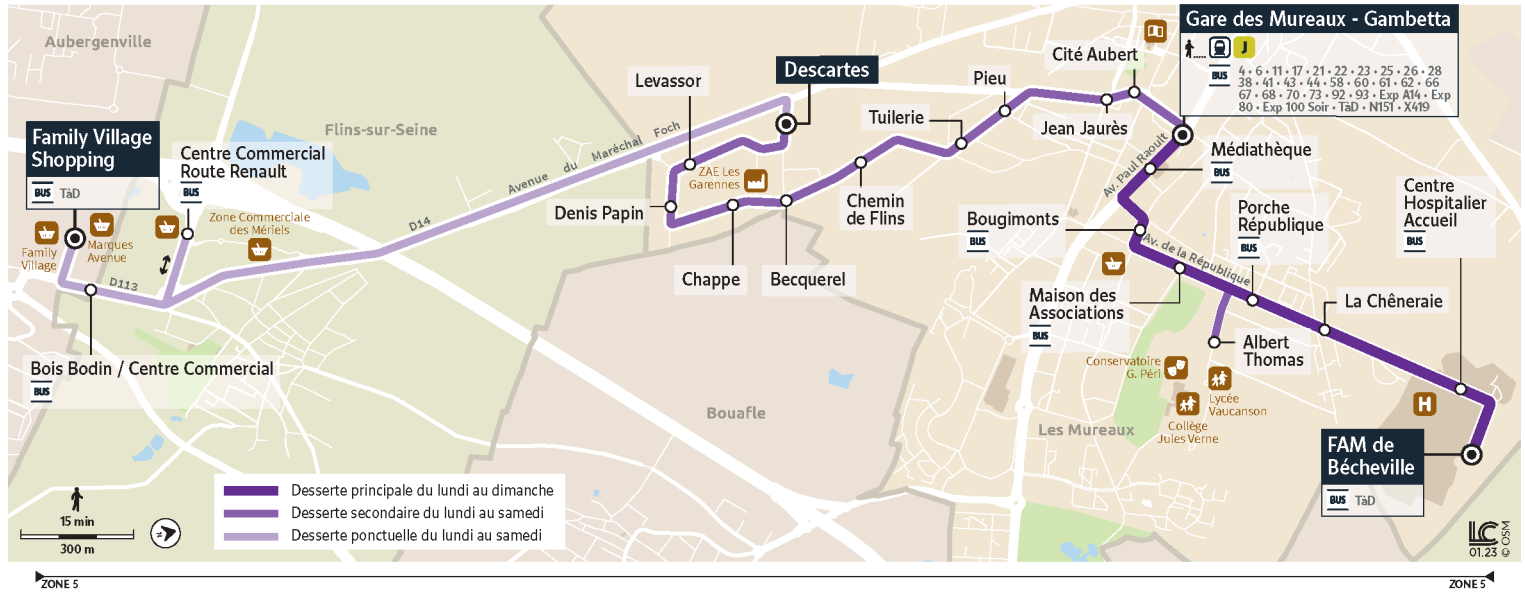 Aubergenville
Family Village
Shopping
BUS TàD
Family
Village
Marques
Avenue
Centre Commercial
Route Renault
BUS
Zone Commerciale
des Mériels
Flins-sur-Seine
D113
Bois Bodin / Centre Commercial
BUS
D14
Avenue du Maréchal Foch
Levassor
Descartes
ZAE Les
Garennes
Denis Papin
Chappe
Becquerel
Chemin
de Flins
Tuilerie
Pieu
Jean Jaurès
Cité Aubert
Gare des Mureaux - Gambetta
J
BUS
4 • 6 • 11 • 17 • 21 • 22 • 23 • 25 • 26 • 28
38 • 41 • 43 • 44 • 58 • 60 • 61 • 62 • 66
67 • 68 • 70 • 73 • 92 • 93 • Exp A14 • Exp
80 • Exp 100 Soir • TàD • N151 • X419
Av. Paul Raoult
Médiathèque
BUS
Bougimonts
BUS
Av. de la République
Porche
République
BUS
Centre
Hospitalier
Accueil
BUS
Maison des
Associations
BUS
La Chêneraie
Albert
Thomas
Conservatoire
G. Péri
Lycée
Vaucanson
Collège
Jules Verne
Les Mureaux
Bouafle
H
FAM de
Bécheville
BUS TàD
Desserte principale du lundi au dimanche
Desserte secondaire du lundi au samedi
Desserte ponctuelle du lundi au samedi
15 min
300 m
N
LC
01.23
© OSM
ZONE 5
ZONE 5